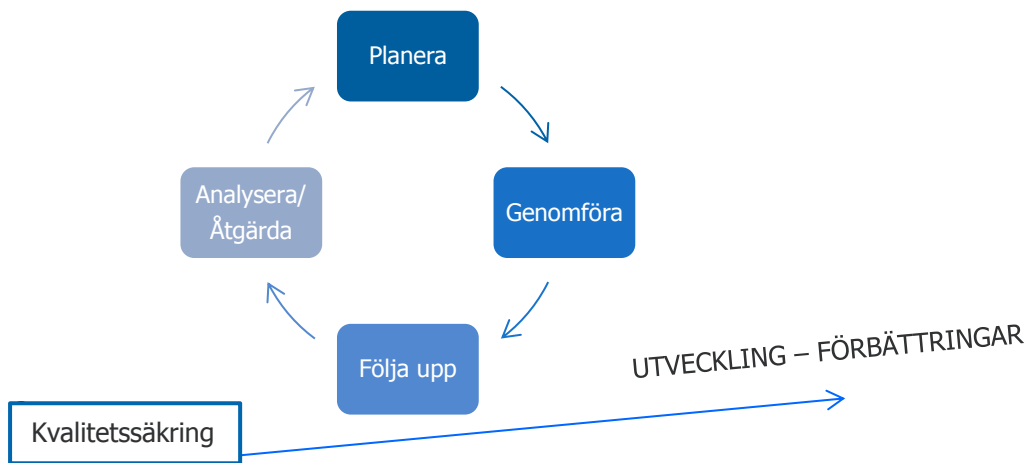 Planera
Analysera/
Åtgärda
Genomföra
Följa upp
UTVECKLING – FÖRBÄTTRINGAR
Kvalitetssäkring